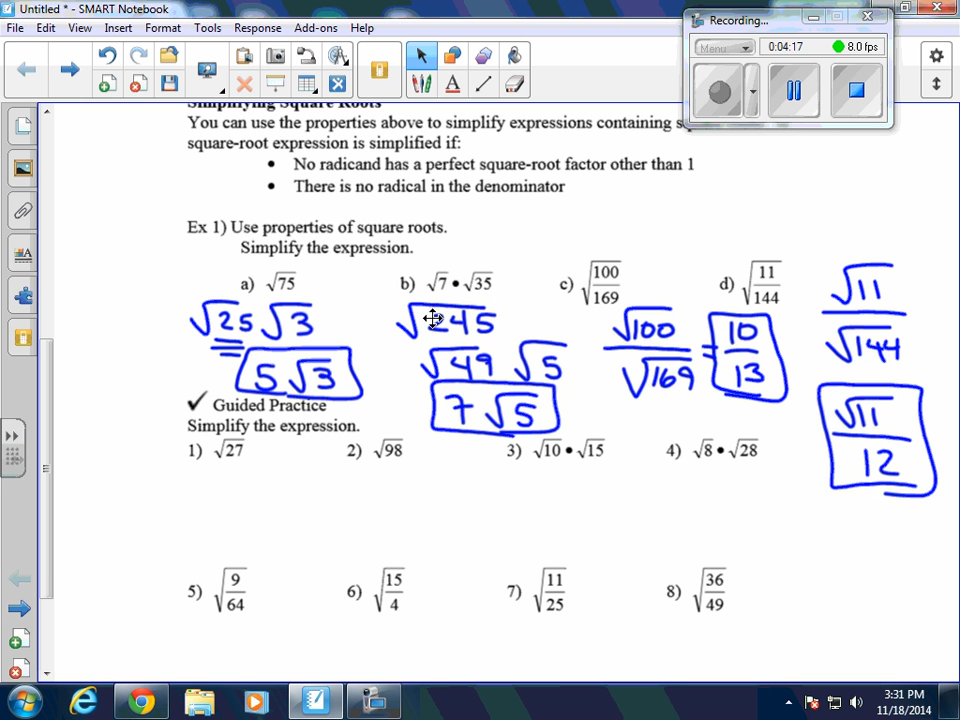 Untitled * - SMART Notebook
File Edit View Insert Format Tools Response Add-ons Help
Recording...
Menu 0:04:17 8.0 fps
Simplifying Square Roots
You can use the properties above to simplify expressions containing sq
square-root expression is simplified if:
• No radicand has a perfect square-root factor other than 1
• There is no radical in the denominator
Ex 1) Use properties of square roots.
Simplify the expression.
a) √75 b) √7 • √35 c) √100/169 d) √11/144
√25 √3
5√3
√245
√49 √5
7√5
√100/√169 = 10/13
√11/√144
√11/12
✓ Guided Practice
Simplify the expression.
1) √27 2) √98 3) √10 • √15 4) √8 • √28
5) √9/64 6) √15/4 7) √11/25 8) √36/49
3:31 PM
11/18/2014